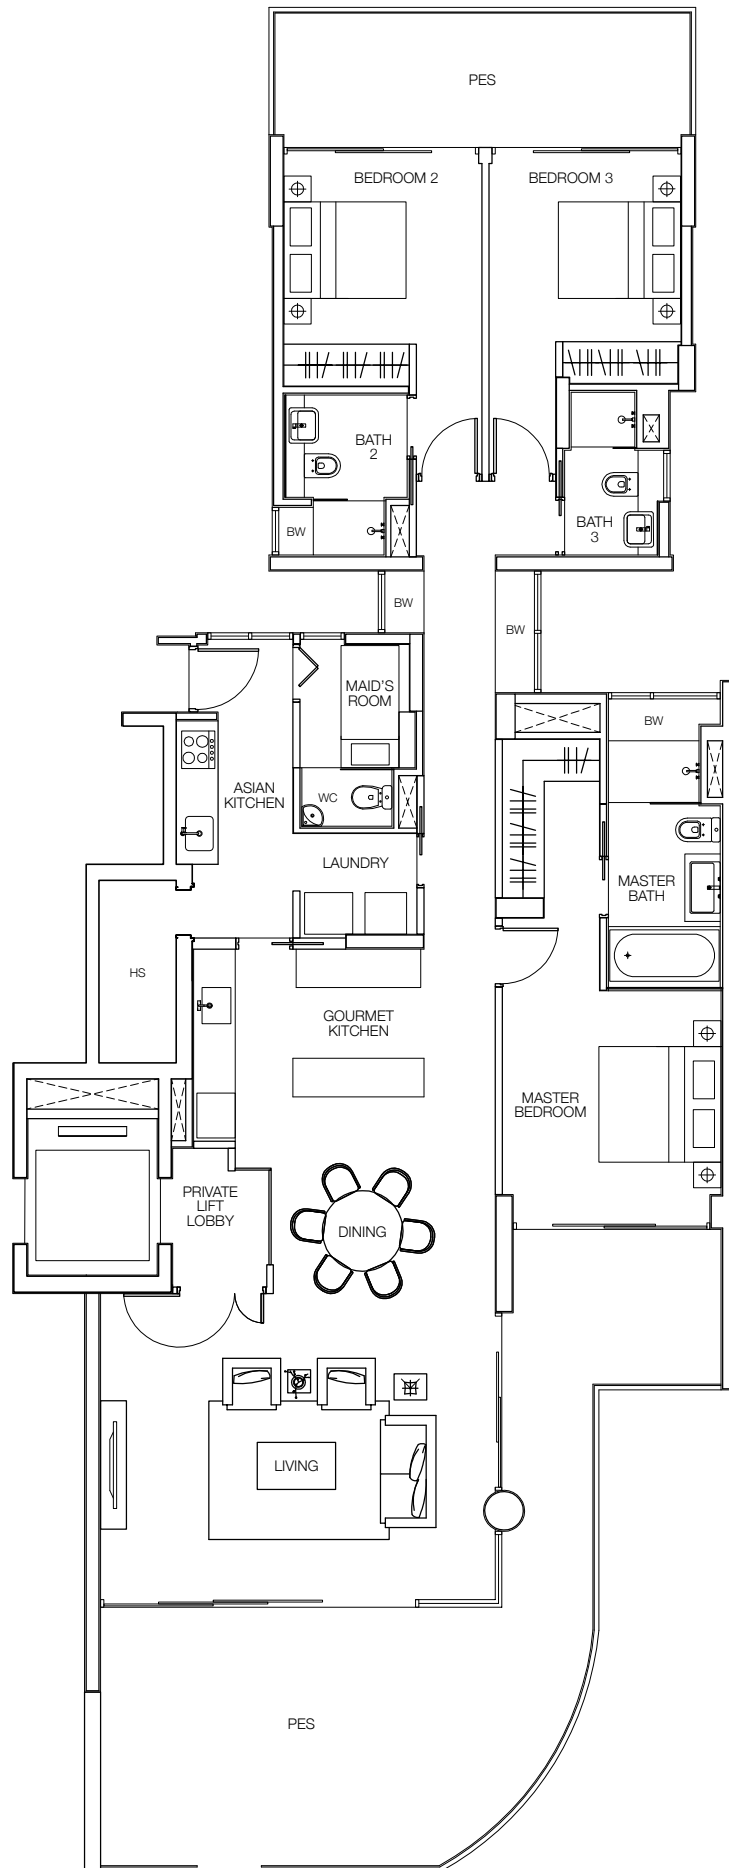 PES
BEDROOM 2
BEDROOM 3
BATH
2
BATH
3
BW
BW
BW
MAID'S
ROOM
BW
ASIAN
KITCHEN
WC
LAUNDRY
MASTER
BATH
HS
GOURMET
KITCHEN
MASTER
BEDROOM
PRIVATE
LIFT
LOBBY
DINING
LIVING
PES